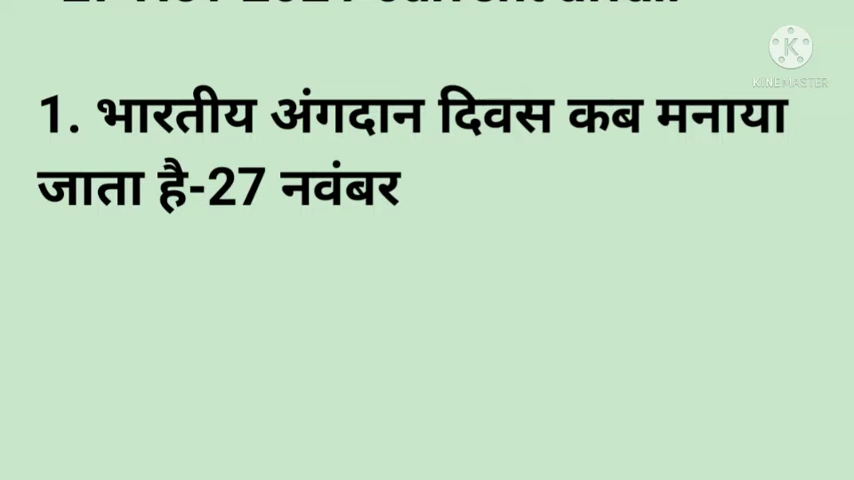 KINEMASTER
1. भारतीय अंगदान दिवस कब मनाया
जाता है-27 नवंबर